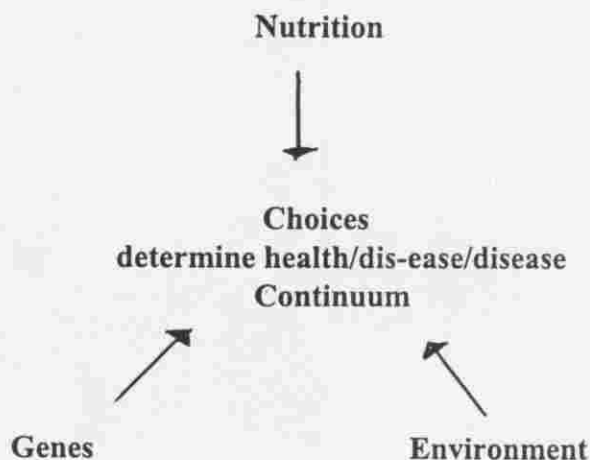 Nutrition
Choices
determine health/dis-ease/disease
Continuum
Genes
Environment